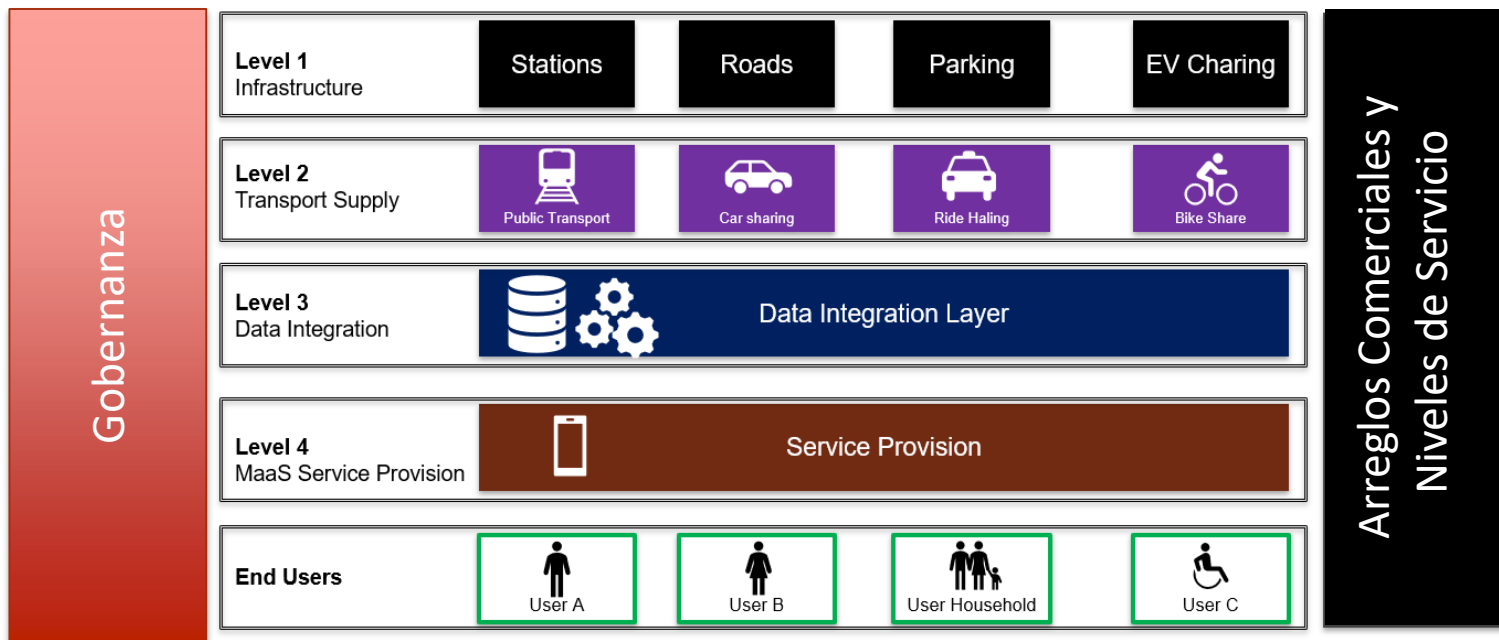 Gobernanza
Level 1
Infrastructure
Stations
Roads
Parking
EV Charing
Level 2
Transport Supply
Public Transport
Car sharing
Ride Haling
Bike Share
Level 3
Data Integration
Data Integration Layer
Level 4
MaaS Service Provision
Service Provision
End Users
User A
User B
User Household
User C
Arreglos Comerciales y
Niveles de Servicio